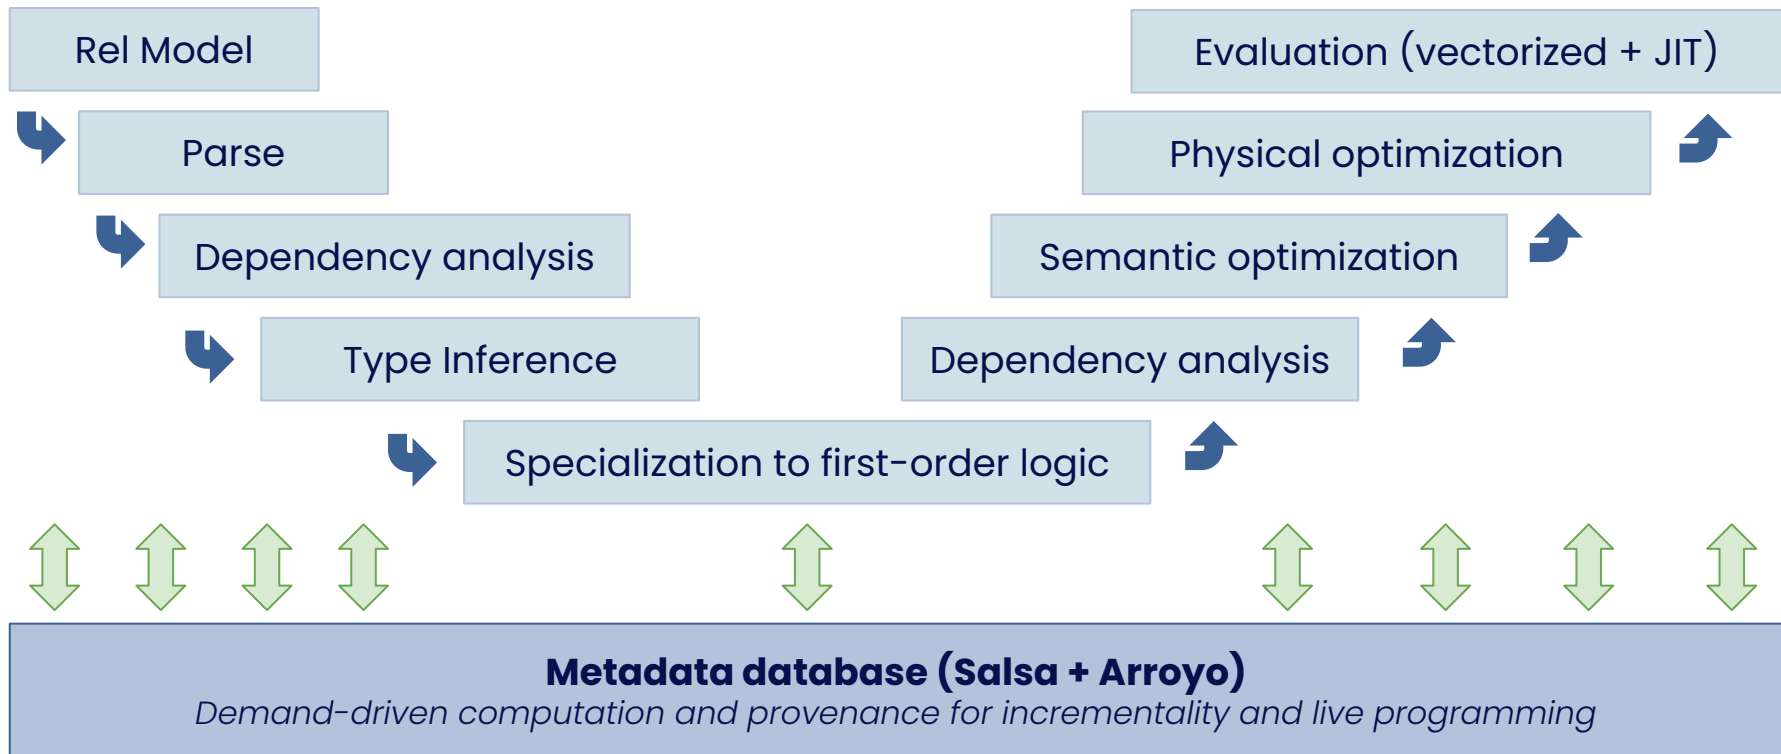 Rel Model
Parse
Dependency analysis
Type Inference
Specialization to first-order logic
Dependency analysis
Semantic optimization
Physical optimization
Evaluation (vectorized + JIT)
Metadata database (Salsa + Arroyo)
Demand-driven computation and provenance for incrementality and live programming